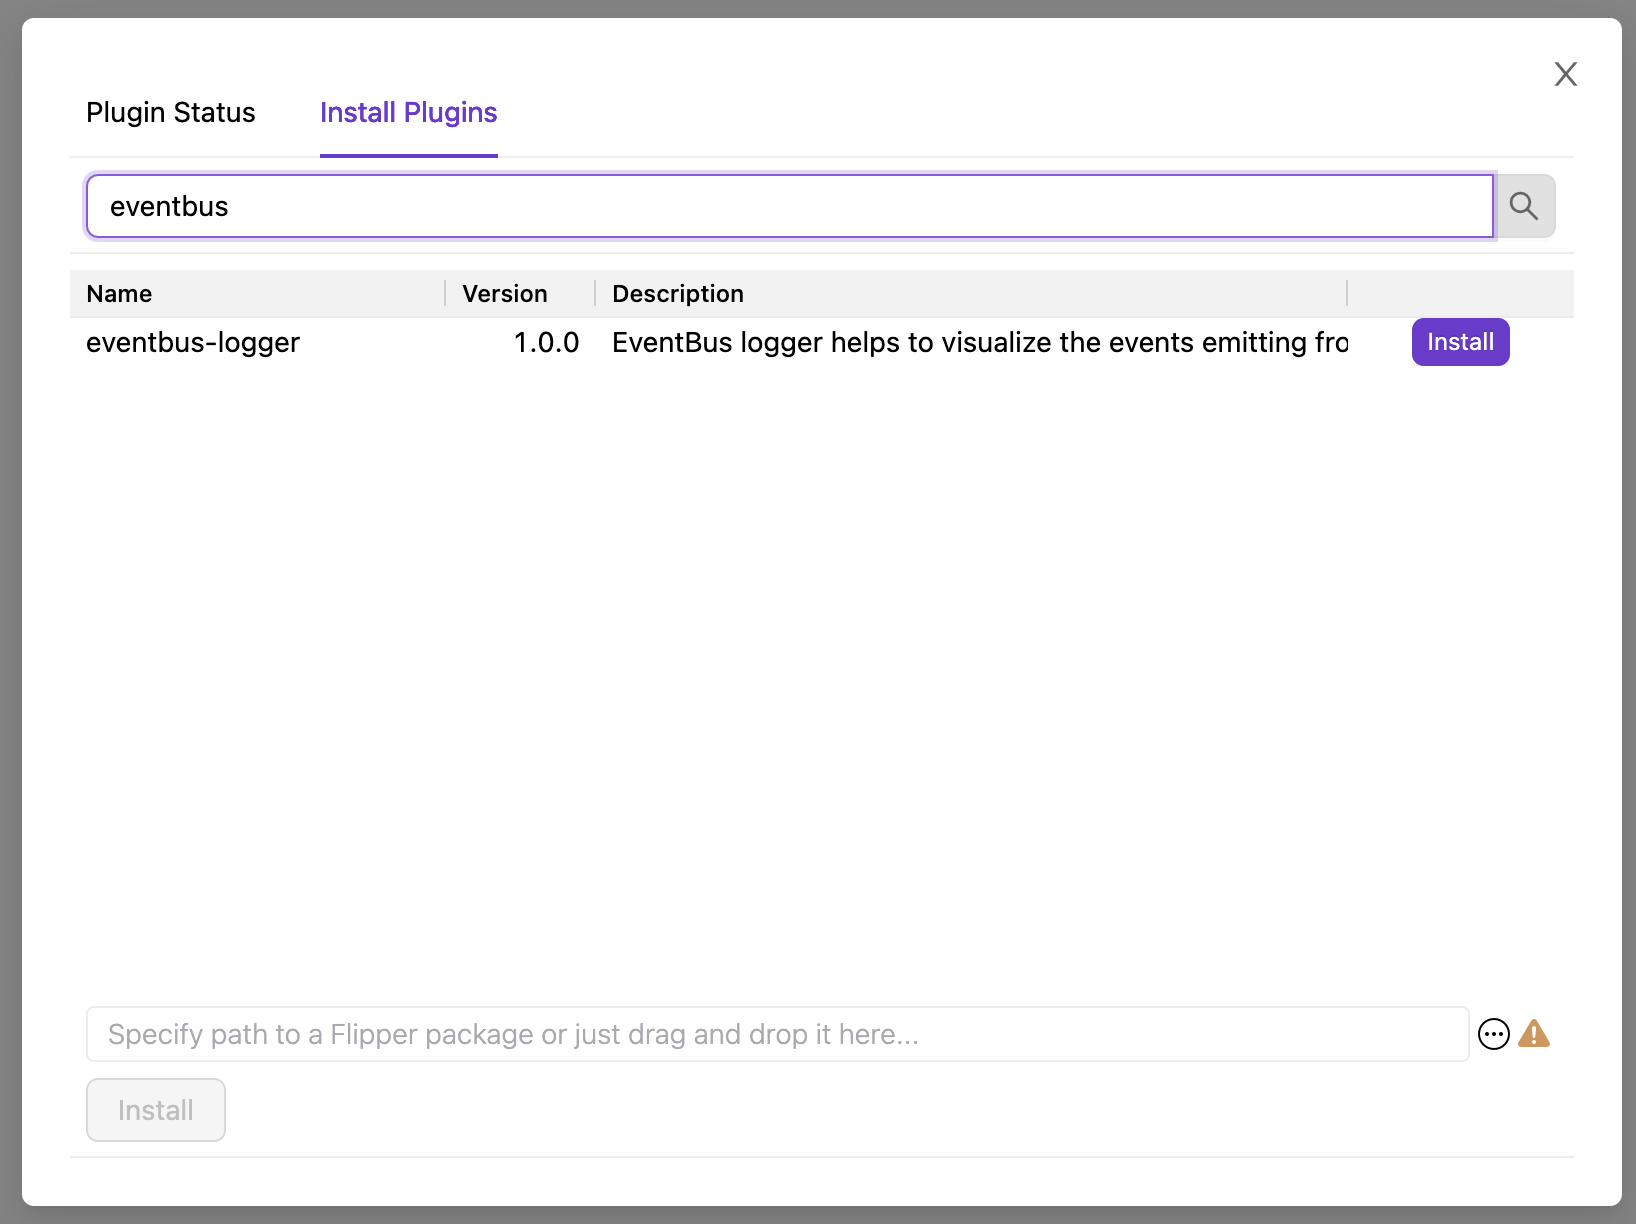 Plugin Status Install Plugins
eventbus
Name Version Description
eventbus-logger 1.0.0 EventBus logger helps to visualize the events emitting fro Install
Specify path to a Flipper package or just drag and drop it here...
Install